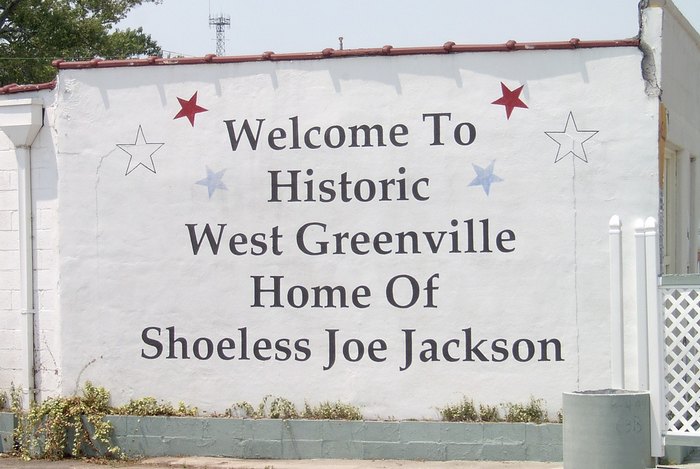 Welcome To
Historic
West Greenville
Home Of
Shoeless Joe Jackson